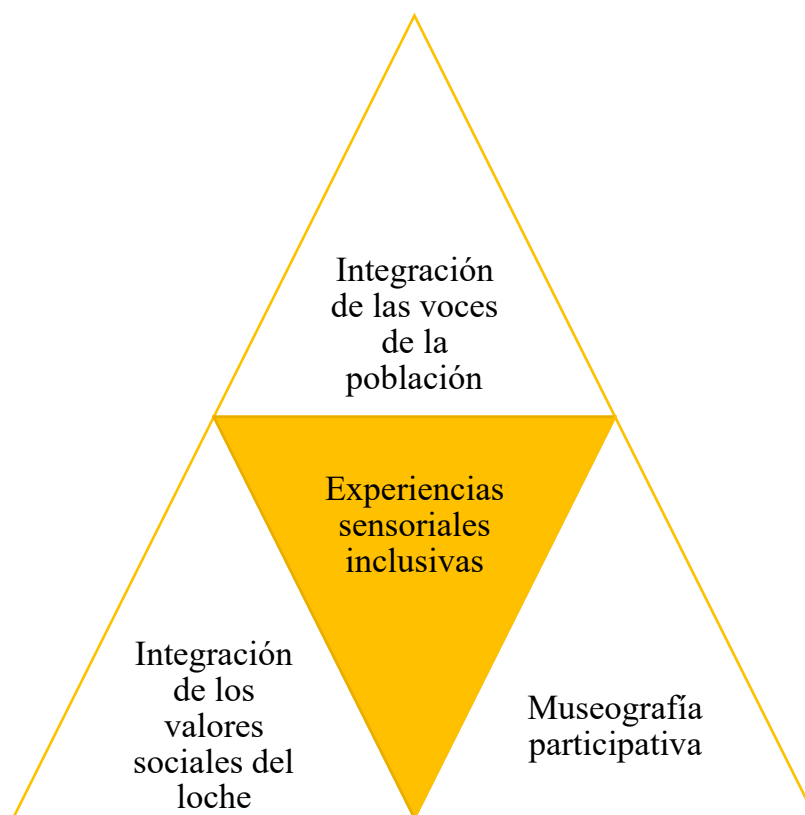 Integración
de las voces
de la
población
Experiencias
sensoriales
inclusivas
Integración
de los
valores
sociales del
loche
Museografía
participativa